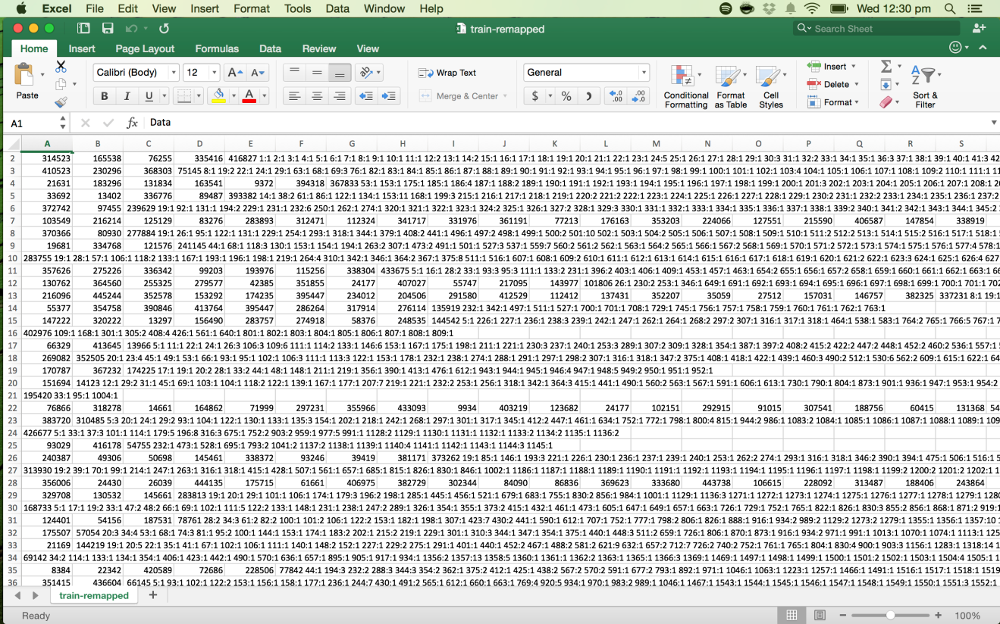 Excel File Edit View Insert Format Tools Data Window Help Wed 12:30 pm
train-remapped Search Sheet
Home Insert Page Layout Formulas Data Review View
Calibri (Body) 12 A A Wrap Text General Insert
Paste B I U A Merge & Center $ % Conditional Formatting Format as Table Cell Styles Delete Format Sort & Filter
A1 fx Data
A B C D E F G H I J K L M N O P Q R S
2 314523 165538 76255 335416 416827 1:1 2:1 3:1 4:1 5:1 6:1 7:1 8:1 9:1 10:1 11:1 12:2 13:1 14:2 15:1 16:1 17:1 18:1 19:1 20:1 21:1 22:1 23:1 24:5 25:1 26:1 27:1 28:1 29:1 30:3 31:1 32:2 33:1 34:1 35:1 36:3 37:1 38:1 39:1 40:1 41:3 42
3 410523 230296 368303 75145 8:1 19:2 22:1 24:1 29:1 63:1 68:1 69:3 76:1 82:1 83:1 84:1 85:1 86:1 87:1 88:1 89:1 90:1 91:1 92:1 93:1 94:1 95:1 96:1 97:1 98:1 99:1 100:1 101:1 102:1 103:4 104:1 105:1 106:1 107:1 108:1 109:2 110:1 111:1
4 21631 183296 131834 163541 9372 394318 367833 53:1 153:1 175:1 185:1 186:4 187:1 188:2 189:1 190:1 191:1 192:1 193:1 194:1 195:1 196:1 197:1 198:1 199:1 200:1 201:3 202:1 203:1 204:1 205:1 206:1 207:1
5 33692 13402 336776 89487 393382 14:1 38:2 61:1 86:1 122:1 134:1 153:11 168:1 199:3 215:1 216:1 217:1 218:1 219:1 220:2 221:2 222:1 223:1 224:1 225:1 226:1 227:1 228:1 229:1 230:2 231:1 232:2 233:1 234:1 235:1 236:1 237:2
6 372742 97455 239629 19:1 92:1 131:1 194:2 229:1 231:1 232:6 250:1 262:1 274:1 320:1 321:1 322:1 323:1 324:2 325:1 326:1 327:2 328:1 329:3 330:1 331:1 332:1 333:1 334:1 335:1 336:1 337:1 338:1 339:2 340:1 341:2 342:1 343:1 344:1 345:2
7 103549 216214 125129 83276 283893 312471 112324 341717 331976 361191 77213 176163 353203 224066 127551 215590 406587 147854 338919
8 370366 80930 277884 19:1 26:1 95:1 122:1 131:1 229:1 254:1 293:1 318:1 344:1 379:1 408:2 441:1 496:1 497:2 498:1 499:1 500:2 501:10 502:1 503:1 504:2 505:1 506:1 507:1 508:1 509:1 510:1 511:2 512:2 513:1 514:1 515:2 516:1 517:1 518:1
9 19681 334768 121576 241145 44:1 68:1 118:3 130:1 153:1 154:1 194:1 263:2 307:1 473:2 491:1 501:1 527:3 537:1 559:7 560:2 561:2 562:1 563:1 564:2 565:1 566:1 567:2 568:1 569:1 570:1 571:2 572:1 573:1 574:1 575:1 576:1 577:4 578:1
10 283755 19:1 28:1 57:1 106:1 118:2 133:1 167:1 193:1 196:1 198:1 219:1 264:4 310:1 342:1 346:1 364:2 367:1 375:8 511:1 516:1 607:1 608:1 609:2 610:1 611:1 612:1 613:1 614:1 615:1 616:1 617:1 618:1 619:1 620:1 621:2 622:1 623:3 624:1 625:1 626:4 627
11 357626 275226 336342 99203 193976 115256 338304 433675 5:1 16:1 28:2 33:1 93:3 95:3 111:1 133:2 231:1 396:2 403:1 406:1 409:1 453:1 457:1 463:1 654:2 655:1 656:1 657:2 658:1 659:1 660:1 661:1 662:1 663:1
12 130762 364560 255325 279577 42385 351855 24177 407027 55747 217095 143977 101806 26:1 230:2 253:1 346:1 649:1 691:1 692:1 693:1 694:1 695:1 696:1 697:1 698:1 699:1 700:1 701:1 702
13 216096 445244 352578 153292 174235 395447 234012 204506 291580 412529 112412 137431 352207 35059 27512 157031 146757 382325 337231 8:1 19:1
14 55377 354758 390846 413764 395447 286264 317914 276114 135919 232:1 342:1 497:1 511:1 527:1 700:1 701:1 708:1 729:1 745:1 756:1 757:1 758:1 759:1 760:1 761:1 762:1 763:1
15 147222 320222 13297 156490 283757 274918 58376 248535 144542 5:1 226:1 227:1 236:1 238:3 239:1 242:1 247:1 262:1 264:1 268:2 297:2 307:1 316:1 317:1 318:1 464:1 538:1 583:1 764:2 765:1 766:5 767:1
16 402976 109:1 168:1 301:1 305:2 408:4 426:1 561:1 640:1 801:1 802:1 803:1 804:1 805:1 806:1 807:1 808:1 809:1
17 66329 413645 13966 5:1 11:1 22:1 24:1 26:3 106:3 109:6 111:1 114:2 133:1 146:6 153:1 167:1 175:1 198:1 211:1 221:1 230:3 237:1 240:1 253:3 289:1 307:2 309:1 328:1 354:1 387:1 397:2 408:2 415:2 422:2 447:2 448:1 452:2 460:2 536:1 557:1
18 269082 352505 20:1 23:4 45:1 49:1 53:1 66:1 93:1 95:1 102:1 106:3 111:1 113:3 122:1 153:1 178:1 232:1 238:1 274:1 288:1 291:1 297:1 298:2 307:1 316:1 318:1 347:2 375:1 408:1 418:1 422:1 439:1 460:3 490:2 512:1 530:6 562:2 609:1 615:1 622:1 64
19 170787 367232 174225 17:1 19:1 20:2 28:1 33:2 44:1 48:1 148:1 211:1 219:1 356:1 390:1 413:1 476:1 612:1 943:1 944:1 945:1 946:4 947:1 948:5 949:2 950:1 951:1 952:1
20 151694 14123 12:1 29:2 31:1 45:1 69:1 103:1 104:1 118:2 122:1 139:1 167:1 177:1 207:7 219:1 221:1 232:2 253:1 256:1 318:1 342:1 364:3 415:1 441:1 490:1 560:2 563:1 567:1 591:1 606:1 613:1 730:1 790:1 804:1 873:1 901:1 936:1 947:1 953:1 954:2
21 195420 33:1 95:1 1004:1
22 76866 318278 14661 164862 71999 297231 355966 433093 9934 403219 123682 24177 102151 292915 91015 307541 188756 60415 131368 54
23 383720 310485 5:3 20:1 24:1 29:2 93:1 104:1 122:1 130:1 133:1 135:3 154:1 202:1 218:1 242:1 268:1 297:1 301:1 317:1 345:1 412:2 447:1 461:1 634:1 752:1 772:1 798:1 800:4 815:1 944:2 986:1 1083:2 1084:1 1085:1 1086:1 1087:1 1088:1 1089:1 109
24 426677 5:1 33:1 37:3 101:1 114:1 179:5 196:8 316:3 675:1 752:2 903:2 959:1 977:5 991:1 1128:2 1129:1 1130:1 1131:1 1132:1 1133:2 1134:2 1135:1 1136:2
25 93029 416178 54755 232:1 473:1 528:1 695:1 793:2 1041:2 1137:2 1138:1 1139:1 1140:4 1141:1 1142:1 1143:1 1144:3 1145:1
26 240387 49306 50698 145461 338372 93246 39419 381171 373262 19:1 85:1 146:1 193:3 221:1 226:1 230:1 236:1 237:1 239:1 240:1 253:1 262:2 274:1 293:1 316:1 318:1 346:2 390:1 394:1 475:1 506:1 516:1
27 313930 19:2 39:1 70:1 99:1 214:1 247:1 263:1 316:1 318:1 415:1 428:1 507:1 561:1 657:1 685:1 815:1 826:1 830:1 846:1 1002:1 1186:1 1187:1 1188:1 1189:1 1190:1 1191:1 1192:1 1193:1 1194:1 1195:1 1196:1 1197:1 1198:1 1199:2 1200:2 1201:2 1202:1
28 356006 24430 26039 444135 175715 61661 406975 382729 302344 84090 86836 369623 333680 443738 106615 228092 313487 188406 243864
29 329708 130532 145661 283813 19:1 20:1 29:1 101:1 106:1 174:1 179:3 196:2 198:1 285:1 445:1 456:1 521:1 679:1 683:1 755:1 830:2 856:1 984:1 1001:1 1129:1 1136:3 1271:1 1272:1 1273:1 1274:1 1275:1 1276:1 1277:1 1278:1 1279:1
30 168733 5:1 17:1 19:2 33:1 47:2 48:2 66:1 69:1 102:1 111:5 122:2 133:1 148:1 231:1 238:1 247:2 289:1 326:1 354:1 355:1 373:2 415:1 432:1 461:1 473:1 605:1 647:1 649:1 657:1 663:1 726:1 729:1 752:1 765:1 822:1 826:1 830:3 855:2 856:1 868:1 871:2 919:1
31 124401 54156 187531 78761 28:2 34:3 61:2 82:2 100:1 101:2 106:1 122:2 153:1 182:1 198:1 307:1 423:7 430:2 441:1 590:1 612:1 707:1 752:1 777:1 798:2 806:1 826:1 888:1 916:1 934:2 989:2 1129:2 1273:2 1279:1 1355:1 1356:1 1357:10
32 175507 57054 20:3 34:4 53:1 68:1 74:3 81:1 95:2 100:1 144:1 153:1 174:1 183:2 202:1 215:2 219:1 229:1 301:1 310:3 344:1 347:1 354:1 375:1 440:1 448:3 511:2 659:1 726:1 806:1 870:1 873:1 916:1 934:2 971:1 991:1 1013:1 1070:1 1074:1 1113:1
33 21169 144219 19:1 20:5 22:1 35:1 41:1 67:1 102:1 106:1 111:1 140:1 148:2 152:1 227:1 229:2 275:1 291:1 401:1 440:1 452:2 467:1 488:2 581:2 621:9 632:1 657:2 712:7 726:2 740:2 752:1 761:1 765:1 804:1 830:4 900:1 903:1 1156:1 1283:1 1318:14
34 69142 34:2 114:1 133:1 134:1 354:1 406:1 423:1 442:1 490:1 570:1 636:1 657:1 895:1 905:1 917:1 934:1 1356:2 1357:13 1358:5 1360:1 1361:1 1362:2 1363:1 1365:1 1366:3 1369:1 1469:1 1497:1 1498:1 1499:1 1500:1 1501:2 1502:1 1503:1 1504:4 1505:1
35 8384 22342 420589 72686 228506 77842 44:1 194:3 232:2 288:3 344:3 354:2 362:1 375:2 412:1 425:1 438:2 567:2 570:2 591:1 677:2 793:1 892:1 971:1 1046:1 1063:1 1223:1 1257:1 1466:1 1491:1 1516:1 1517:1 1518:1 1519
36 351415 436604 66145 5:1 93:1 102:1 122:2 153:1 156:1 158:1 177:1 236:1 244:7 430:1 491:2 565:1 612:1 660:1 663:1 769:4 920:5 934:1 970:1 983:2 989:1 1046:1 1467:1 1543:1 1544:1 1545:1 1546:1 1547:1 1548:1 1549:1 1550:1 1551:3 1552:1
train-remapped
Ready 100%